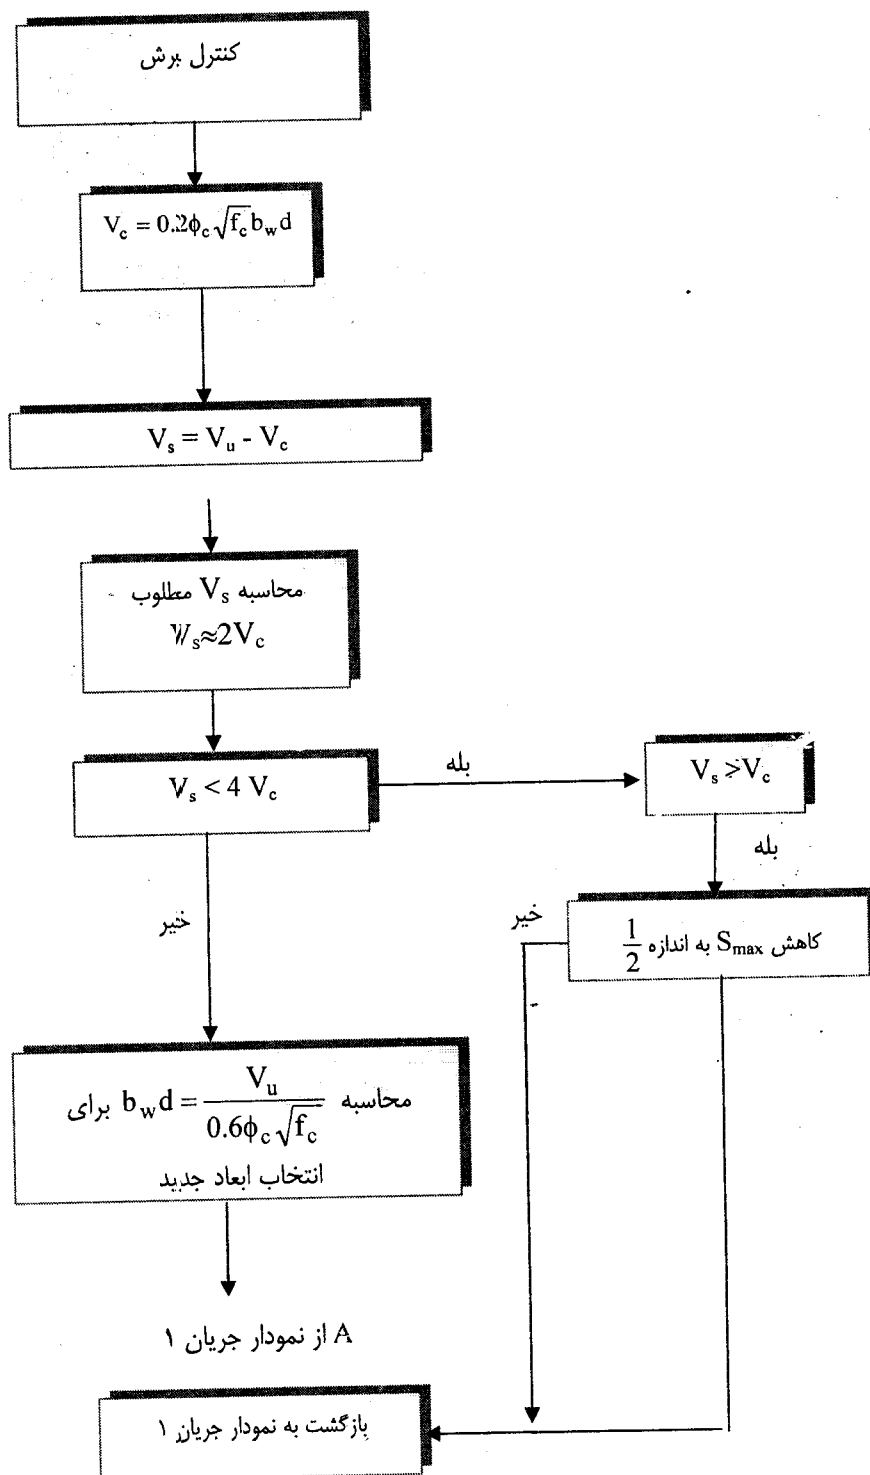 کنترل برش
V_c = 0.2ϕ_c √f_c b_w d
V_s = V_u - V_c
محاسبه V_s مطلوب
V_s≈2V_c
V_s < 4 V_c
بله
V_s >V_c
بله
خیر
خیر
کاهش S_max به اندازه 1/2
محاسبه b_w d = V_u / 0.6ϕ_c √f_c برای
انتخاب ابعاد جدید
A از نمودار جریان ۱
بازگشت به نمودار جریان ۱